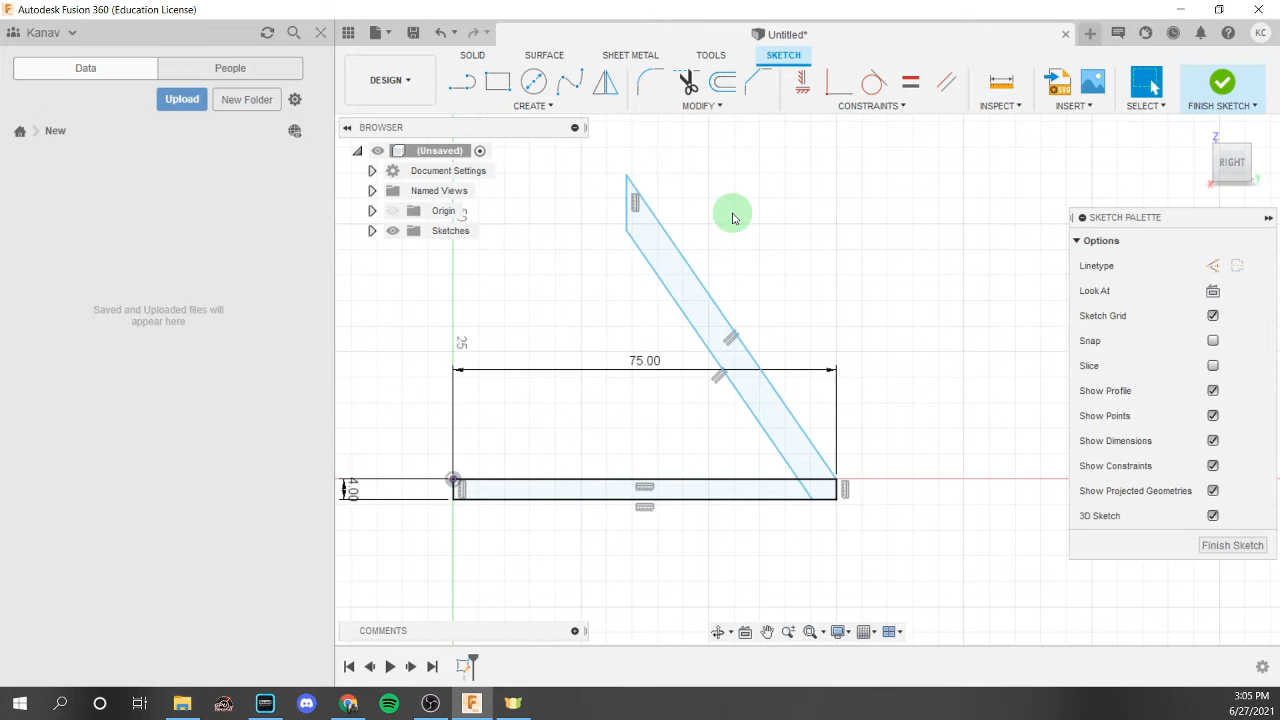 Autodesk Fusion 360 (Education License)
Kanav
Untitled*
KC
Data
People
Upload
New Folder
New
Saved and Uploaded files will
appear here
DESIGN
SOLID
SURFACE
SHEET METAL
TOOLS
SKETCH
CREATE
MODIFY
CONSTRAINTS
INSPECT
INSERT
SELECT
FINISH SKETCH
BROWSER
(Unsaved)
Document Settings
Named Views
Origin
Sketches
Z
RIGHT
X
Y
SKETCH PALETTE
Options
Linetype
Look At
Sketch Grid
Snap
Slice
Show Profile
Show Points
Show Dimensions
Show Constraints
Show Projected Geometries
3D Sketch
Finish Sketch
25
75.00
4.00
COMMENTS
3:05 PM
6/27/2021